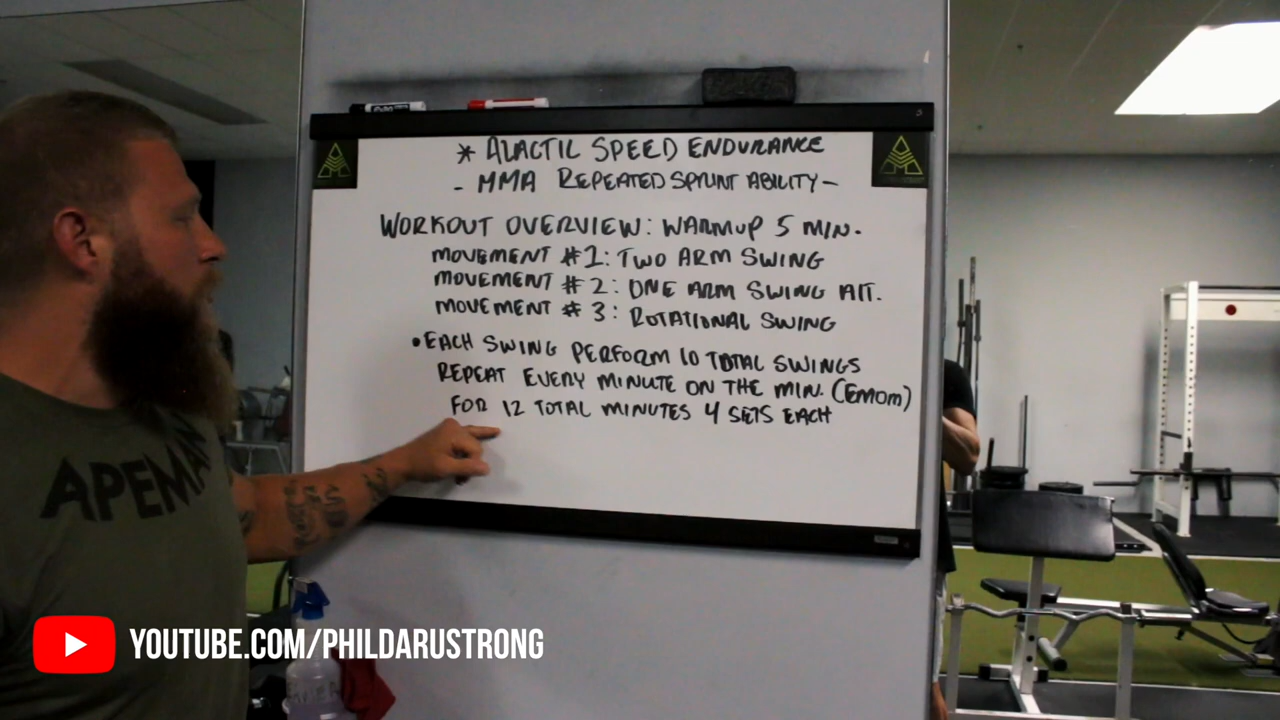 * ALACTIC SPEED ENDURANCE
- MMA REPEATED SPRINT ABILITY -
WORKOUT OVERVIEW: WARMUP 5 MIN.
MOVEMENT #1: TWO ARM SWING
MOVEMENT #2: ONE ARM SWING Alt.
MOVEMENT #3: ROTATIONAL SWING
• EACH SWING PERFORM 10 TOTAL SWINGS
REPEAT EVERY MINUTE ON THE MIN. (EMOM)
FOR 12 TOTAL MINUTES 4 SETS EACH
APEMAN
YOUTUBE.COM/PHILDARUSTRONG